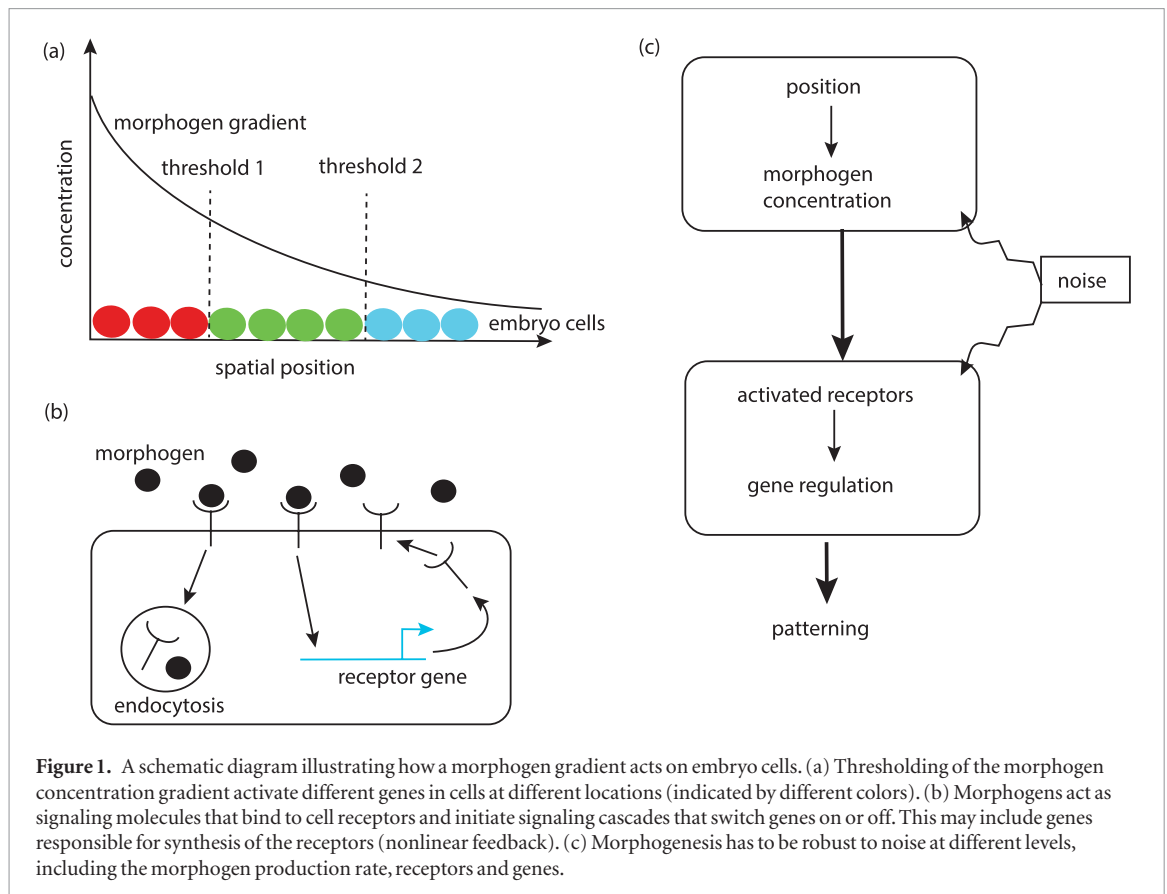 (a)
concentration
morphogen gradient
threshold 1
threshold 2
embryo cells
spatial position
(b)
morphogen
endocytosis
receptor gene
(c)
position
morphogen
concentration
noise
activated receptors
gene regulation
patterning
Figure 1. A schematic diagram illustrating how a morphogen gradient acts on embryo cells. (a) Thresholding of the morphogen
concentration gradient activate different genes in cells at different locations (indicated by different colors). (b) Morphogens act as
signaling molecules that bind to cell receptors and initiate signaling cascades that switch genes on or off. This may include genes
responsible for synthesis of the receptors (nonlinear feedback). (c) Morphogenesis has to be robust to noise at different levels,
including the morphogen production rate, receptors and genes.